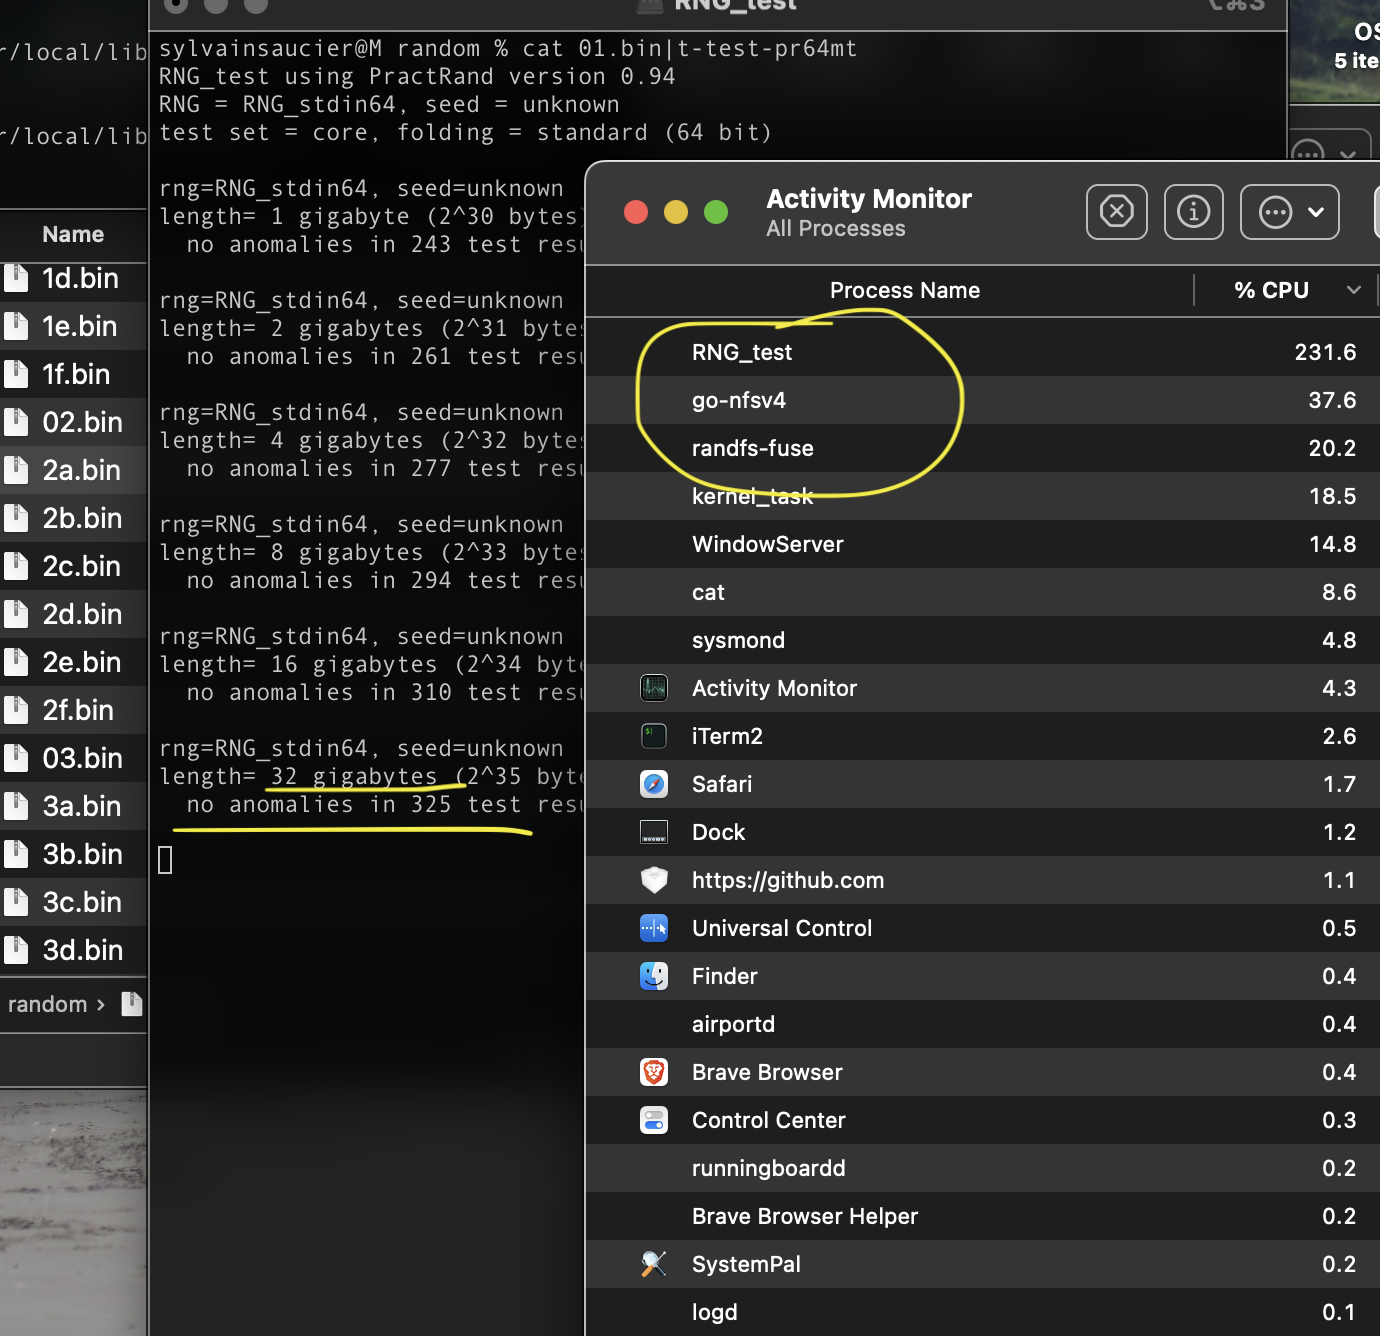 RNG_test
⌥⌘3
r/local/lib
r/local/lib
sylvainsaucier@M random % cat 01.bin|t-test-pr64mt
RNG_test using PractRand version 0.94
RNG = RNG_stdin64, seed = unknown
test set = core, folding = standard (64 bit)
rng=RNG_stdin64, seed=unknown
length= 1 gigabyte (2^30 bytes)
no anomalies in 243 test resu
rng=RNG_stdin64, seed=unknown
length= 2 gigabytes (2^31 bytes
no anomalies in 261 test resu
rng=RNG_stdin64, seed=unknown
length= 4 gigabytes (2^32 bytes
no anomalies in 277 test resu
rng=RNG_stdin64, seed=unknown
length= 8 gigabytes (2^33 bytes
no anomalies in 294 test resu
rng=RNG_stdin64, seed=unknown
length= 16 gigabytes (2^34 byte
no anomalies in 310 test resu
rng=RNG_stdin64, seed=unknown
length= 32 gigabytes (2^35 byte
no anomalies in 325 test resu
Name
1d.bin
1e.bin
1f.bin
02.bin
2a.bin
2b.bin
2c.bin
2d.bin
2e.bin
2f.bin
03.bin
3a.bin
3b.bin
3c.bin
3d.bin
random ›
OS
5 ite
Activity Monitor
All Processes
Process Name % CPU
RNG_test 231.6
go-nfsv4 37.6
randfs-fuse 20.2
kernel_task 18.5
WindowServer 14.8
cat 8.6
sysmond 4.8
Activity Monitor 4.3
iTerm2 2.6
Safari 1.7
Dock 1.2
https://github.com 1.1
Universal Control 0.5
Finder 0.4
airportd 0.4
Brave Browser 0.4
Control Center 0.3
runningboardd 0.2
Brave Browser Helper 0.2
SystemPal 0.2
logd 0.1